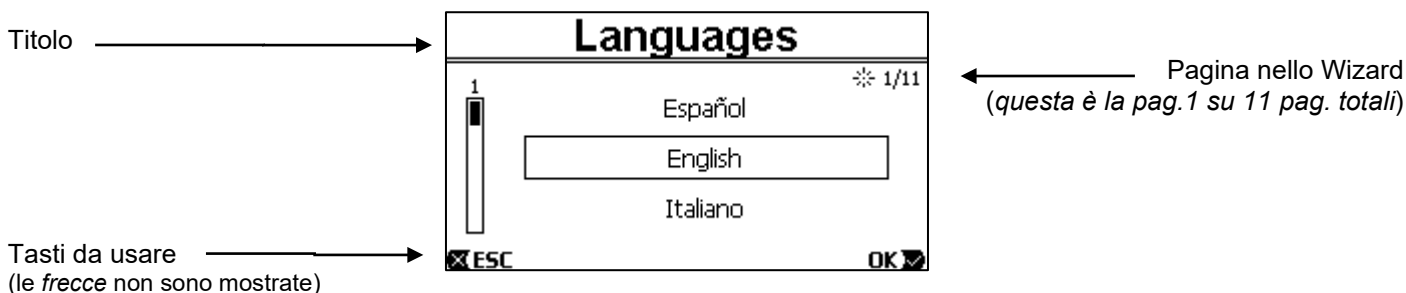 Titolo
Languages
Pagina nello Wizard
(questa è la pag.1 su 11 pag. totali)
1
1/11
Español
English
Italiano
Tasti da usare
(le frecce non sono mostrate)
ESC
OK